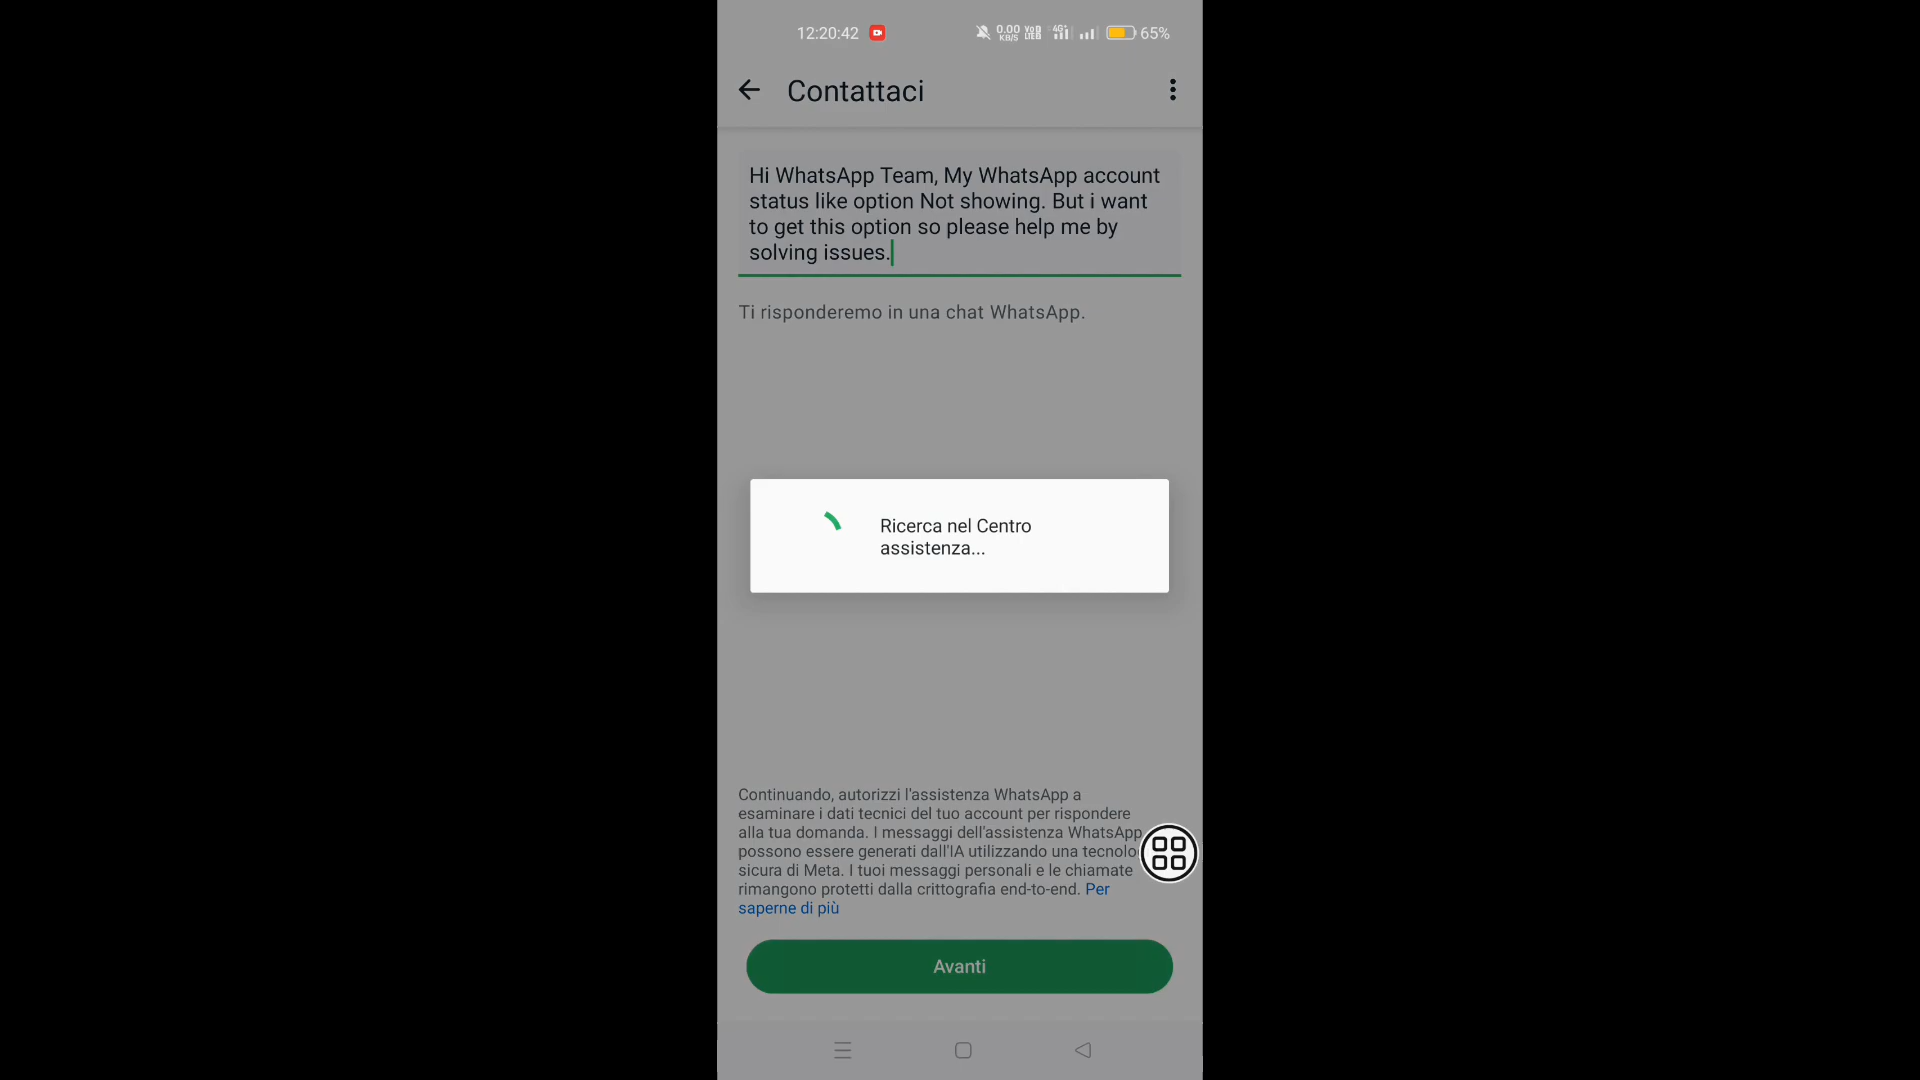 12:20:42
0.00 KB/S
4G+
65%
Contattaci
Hi WhatsApp Team, My WhatsApp account
status like option Not showing. But i want
to get this option so please help me by
solving issues.
Ti risponderemo in una chat WhatsApp.
Ricerca nel Centro
assistenza...
Continuando, autorizzi l'assistenza WhatsApp a
esaminare i dati tecnici del tuo account per rispondere
alla tua domanda. I messaggi dell'assistenza WhatsApp
possono essere generati dall'IA utilizzando una tecnolo
sicura di Meta. I tuoi messaggi personali e le chiamate
rimangono protetti dalla crittografia end-to-end. Per
saperne di più
Avanti